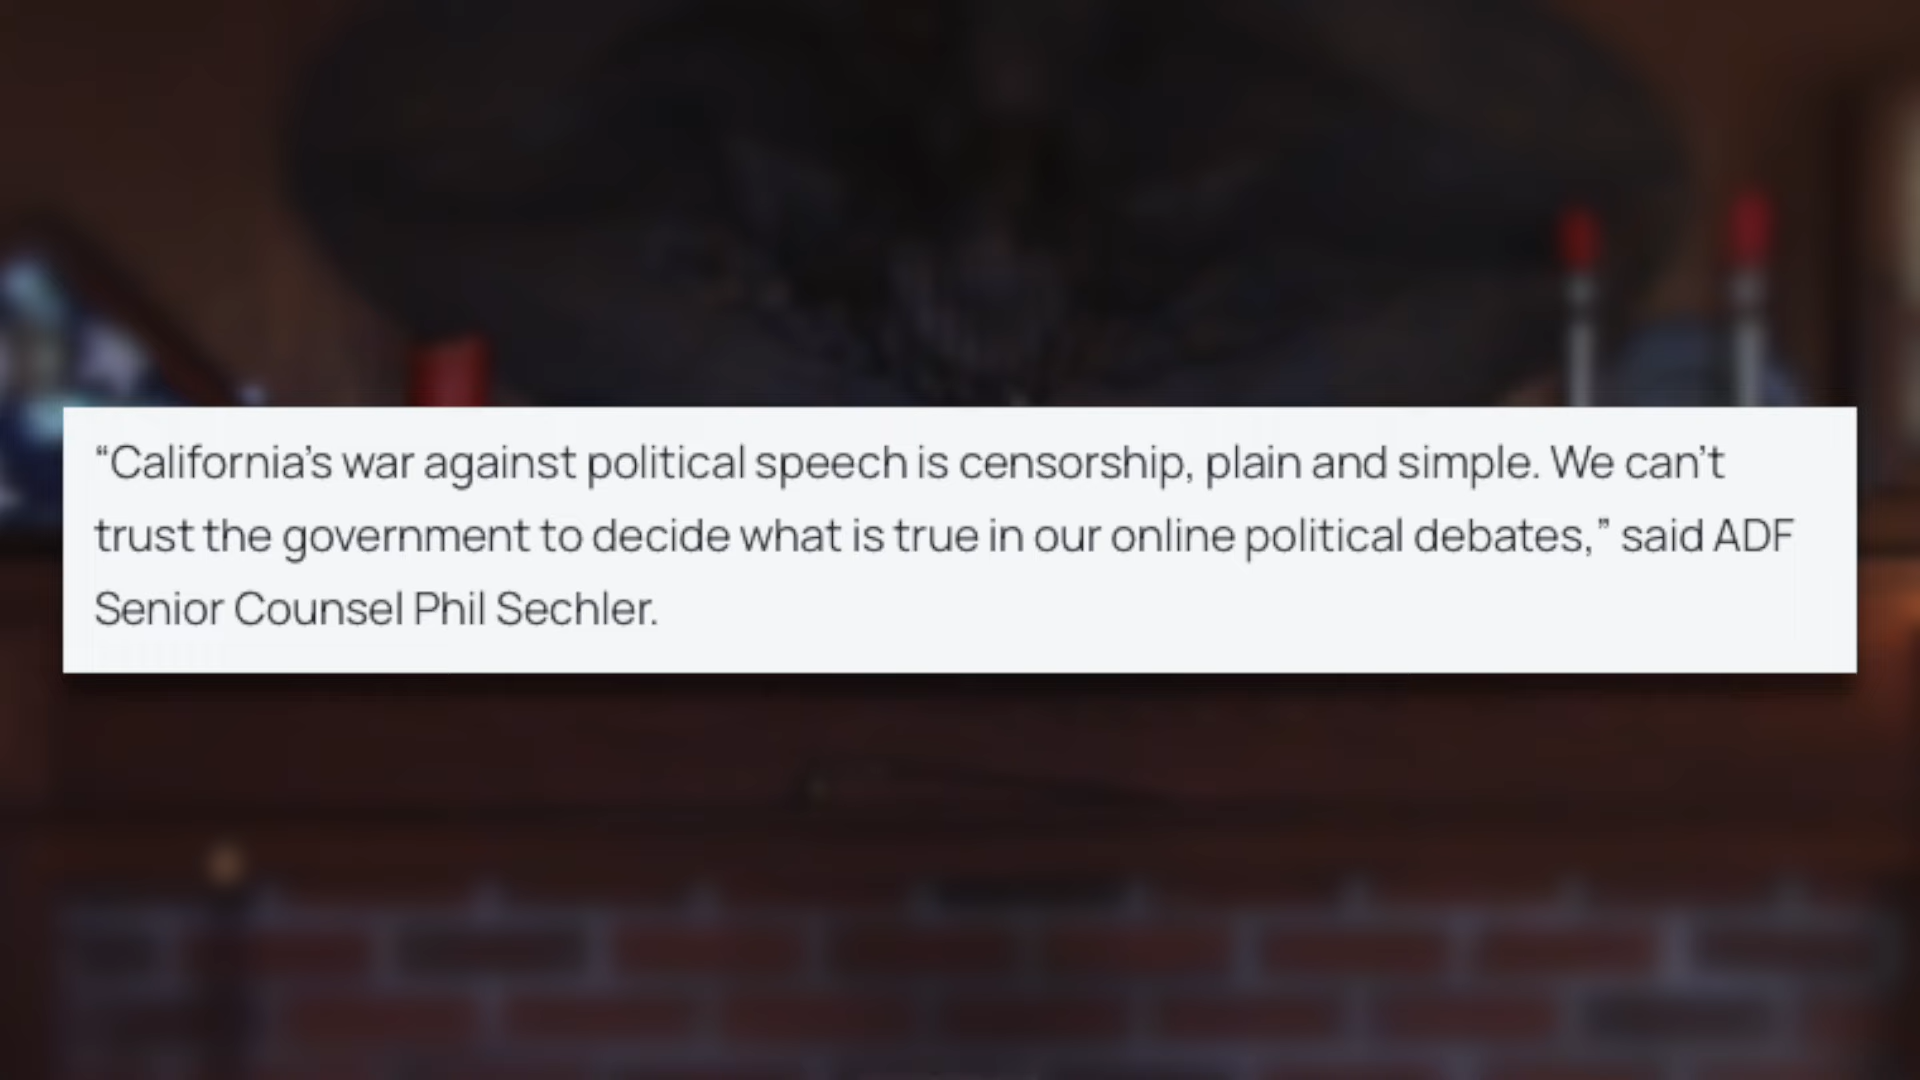 “California’s war against political speech is censorship, plain and simple. We can’t
trust the government to decide what is true in our online political debates,” said ADF
Senior Counsel Phil Sechler.